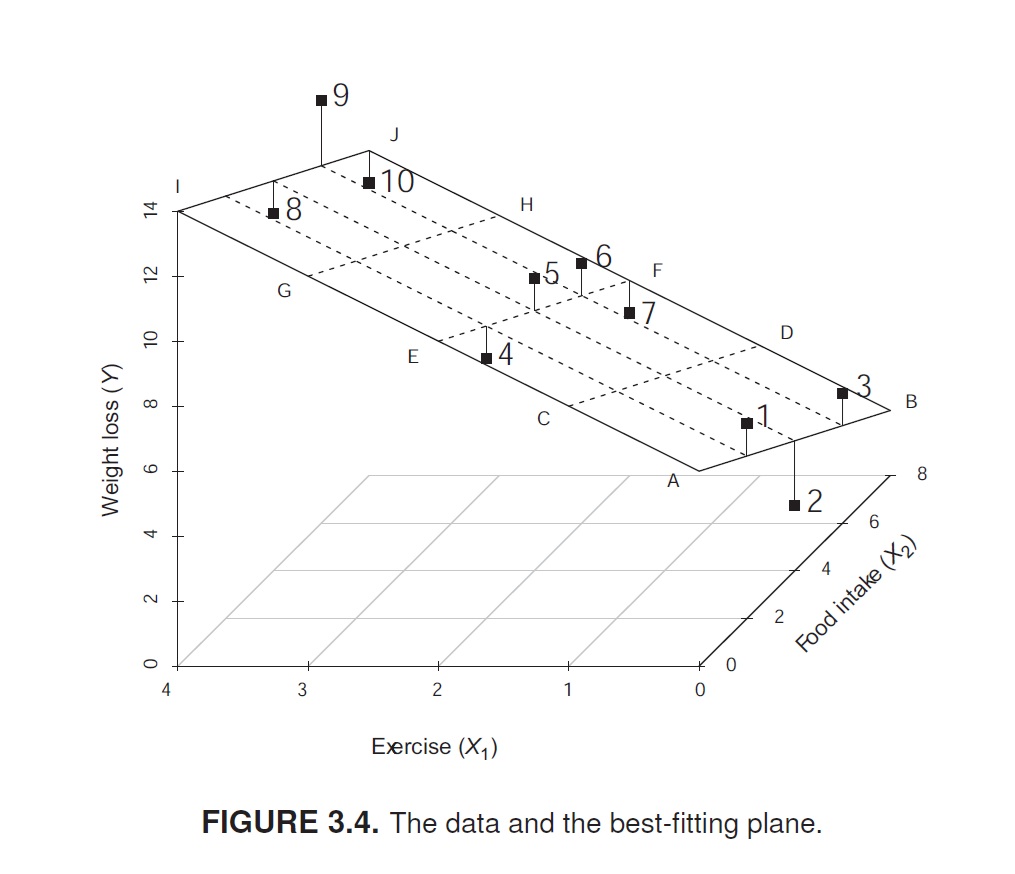 9
J
10
I
8
H
14
6
5
F
12
G
7
D
10
E
4
3
B
8
C
1
A
6
2
8
4
6
4
2
2
0
0
4
3
2
1
0
Weight loss (Y)
Food intake (X2)
Exercise (X1)
FIGURE 3.4. The data and the best-fitting plane.